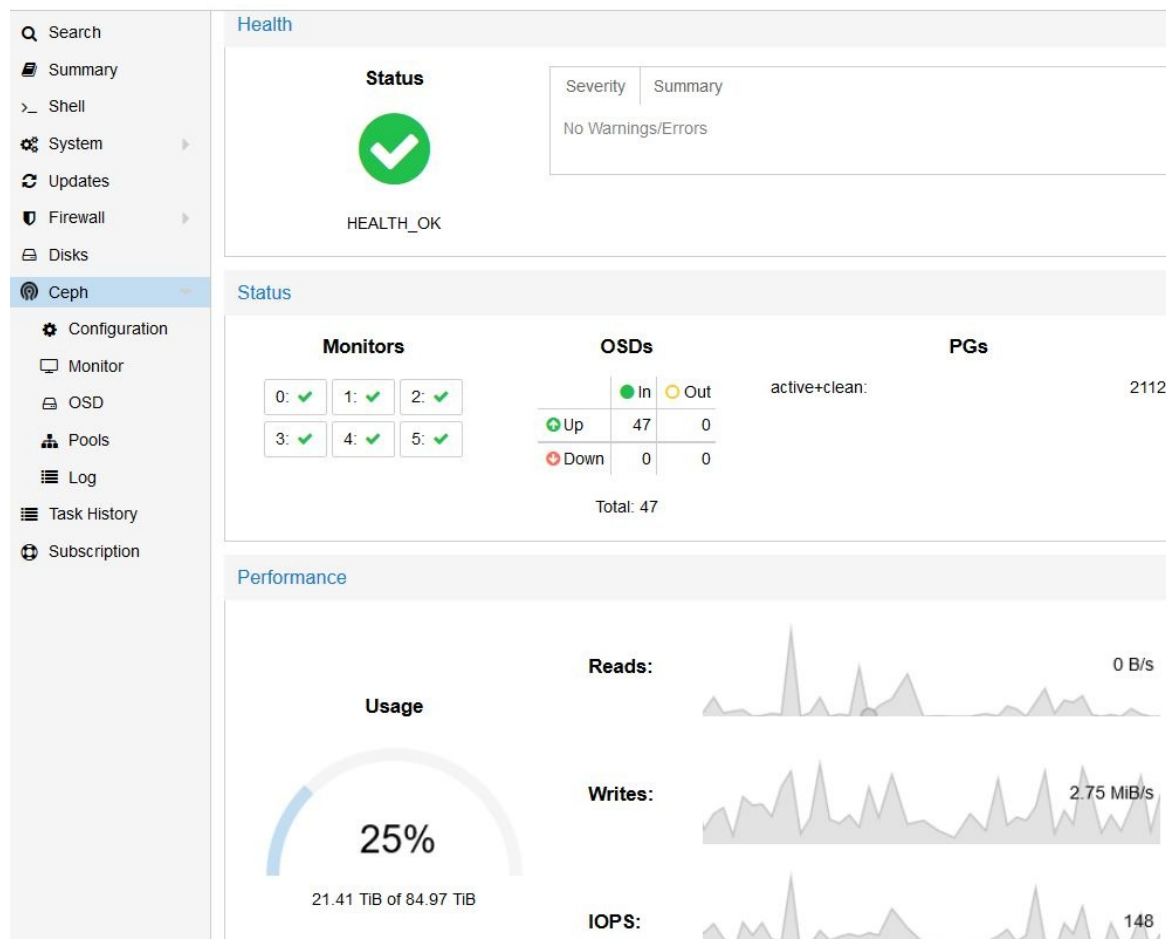 Search
Summary
>_ Shell
System
Updates
Firewall
Disks
Ceph
Configuration
Monitor
OSD
Pools
Log
Task History
Subscription
Health
Status
HEALTH_OK
Severity Summary
No Warnings/Errors
Status
Monitors
0: 1: 2:
3: 4: 5:
OSDs
In Out
Up 47 0
Down 0 0
Total: 47
PGs
active+clean: 2112
Performance
Usage
25%
21.41 TiB of 84.97 TiB
Reads: 0 B/s
Writes: 2.75 MiB/s
IOPS: 148